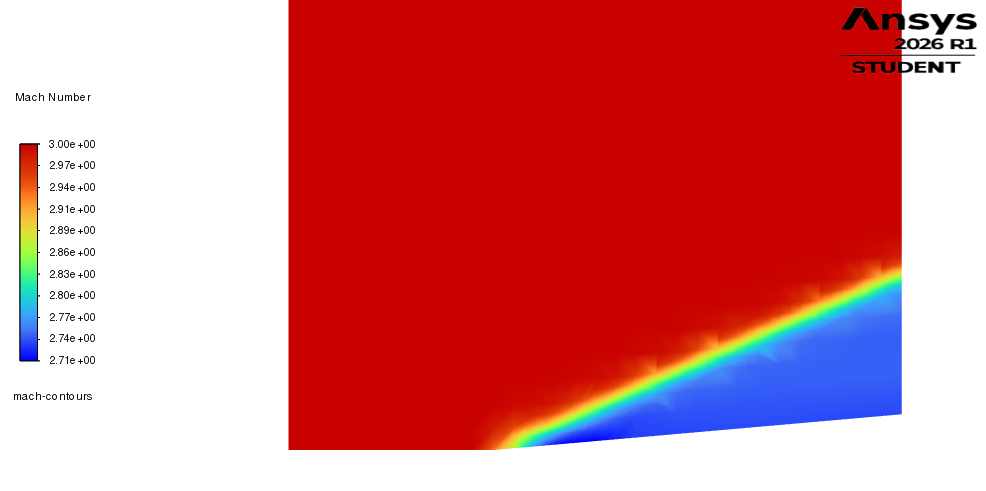 Ansys
2026 R1
STUDENT
Mach Number
3.00e +00
2.97e +00
2.94e +00
2.91e +00
2.89e +00
2.86e +00
2.83e +00
2.80e +00
2.77e +00
2.74e +00
2.71e +00
mach-contours